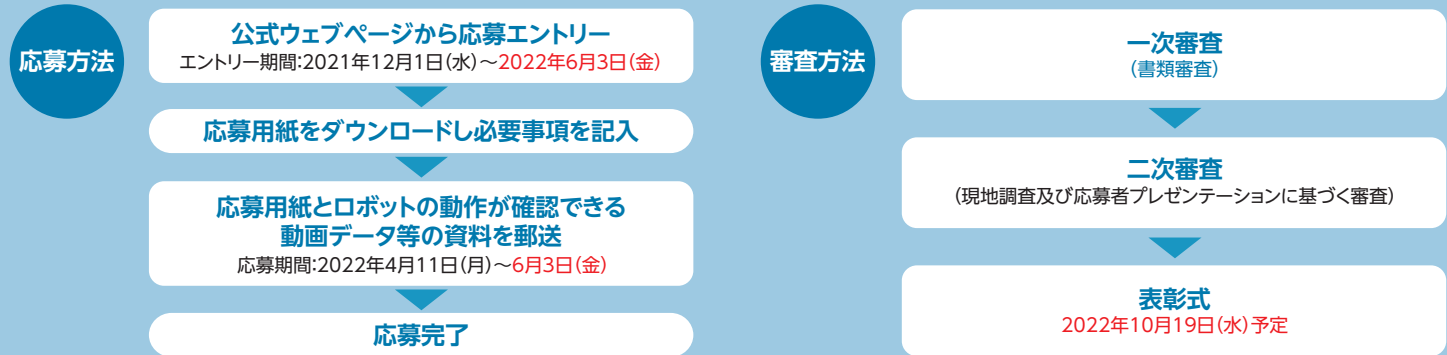 応募方法
公式ウェブページから応募エントリー
エントリー期間:2021年12月1日(水)～2022年6月3日(金)
応募用紙をダウンロードし必要事項を記入
応募用紙とロボットの動作が確認できる
動画データ等の資料を郵送
応募期間:2022年4月11日(月)～6月3日(金)
応募完了
審査方法
一次審査
(書類審査)
二次審査
(現地調査及び応募者プレゼンテーションに基づく審査)
表彰式
2022年10月19日(水)予定